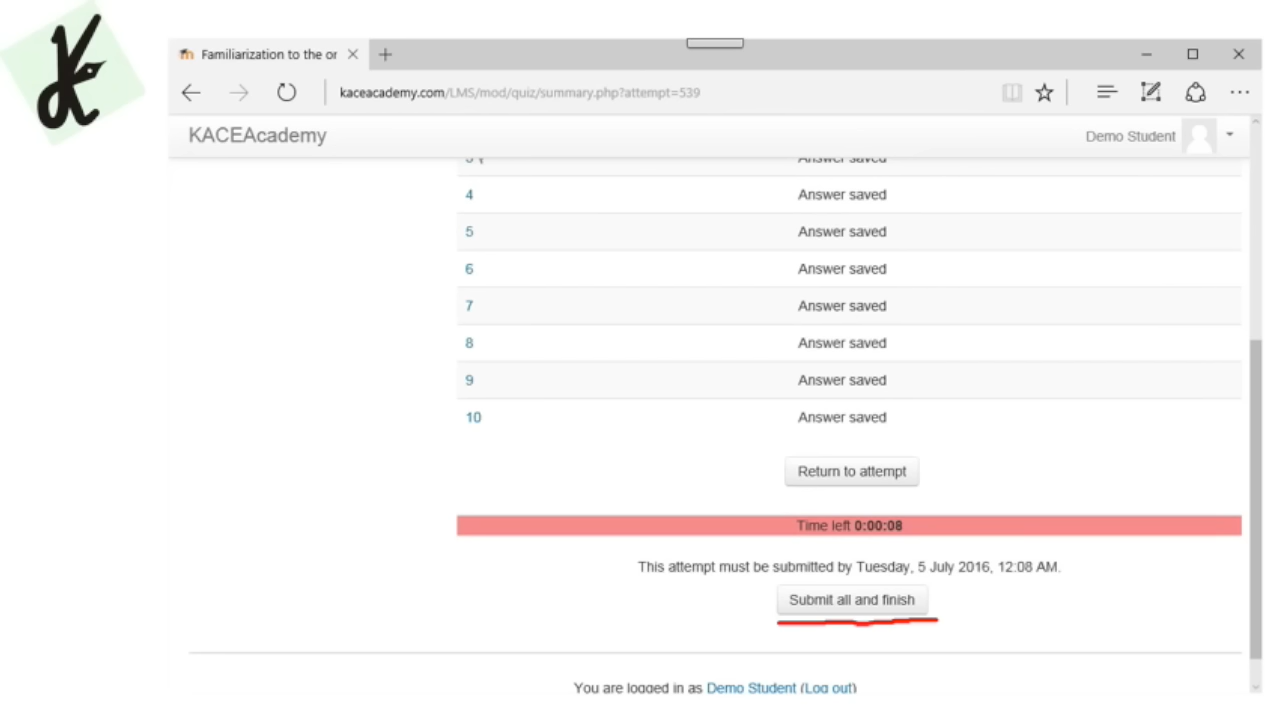 Familiarization to the or
kaceacademy.com/LMS/mod/quiz/summary.php?attempt=539
KACEAcademy Demo Student
Answer saved
4 Answer saved
5 Answer saved
6 Answer saved
7 Answer saved
8 Answer saved
9 Answer saved
10 Answer saved
Return to attempt
Time left 0:00:08
This attempt must be submitted by Tuesday, 5 July 2016, 12:08 AM.
Submit all and finish
You are logged in as Demo Student (Log out)